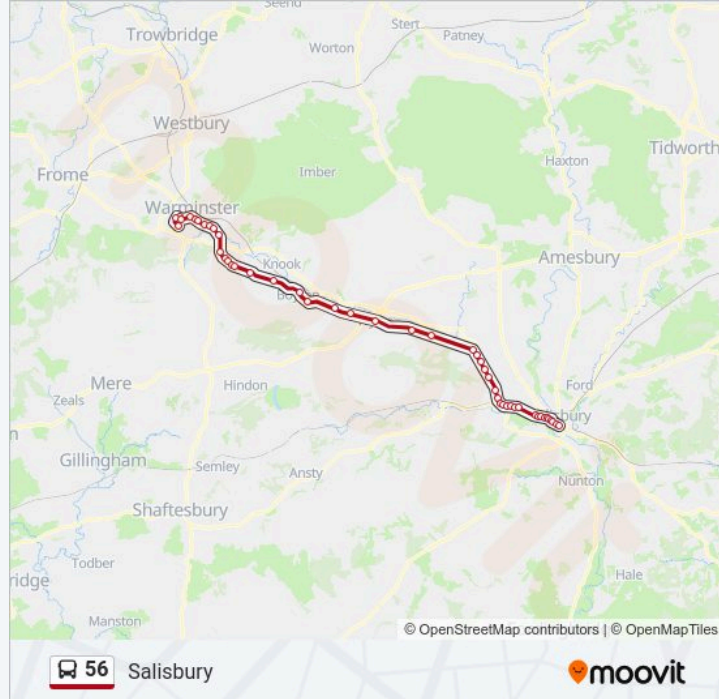 Seend
Trowbridge
Stert
Patney
Worton
Westbury
Tidworth
Haxton
Frome
Imber
Warminster
Knook
Amesbury
Mere
Hindon
Ford
Zeals
Gillingham
Semley
Ansty
Nunton
Shaftesbury
Todber
Hale
Manston
© OpenStreetMap contributors | © OpenMapTiles
56 Salisbury
moovit